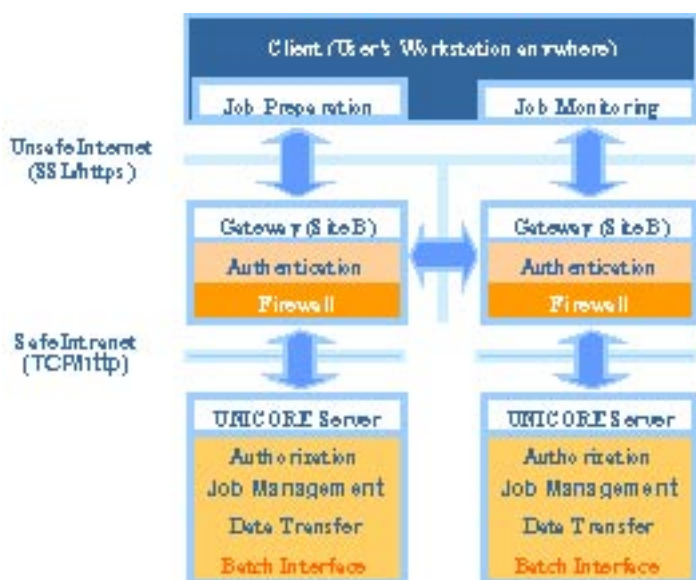 Client (User's Workstation anywhere)
Job Preparation
Job Monitoring
Unsafe Internet
(SSL/https)
Gateway (Site B)
Gateway (Site B)
Authentication
Authentication
Firewall
Firewall
Safe Intranet
(TCP/http)
UNICORE Server
UNICORE Server
Authorization
Authorization
Job Management
Job Management
Data Transfer
Data Transfer
Batch Interface
Batch Interface